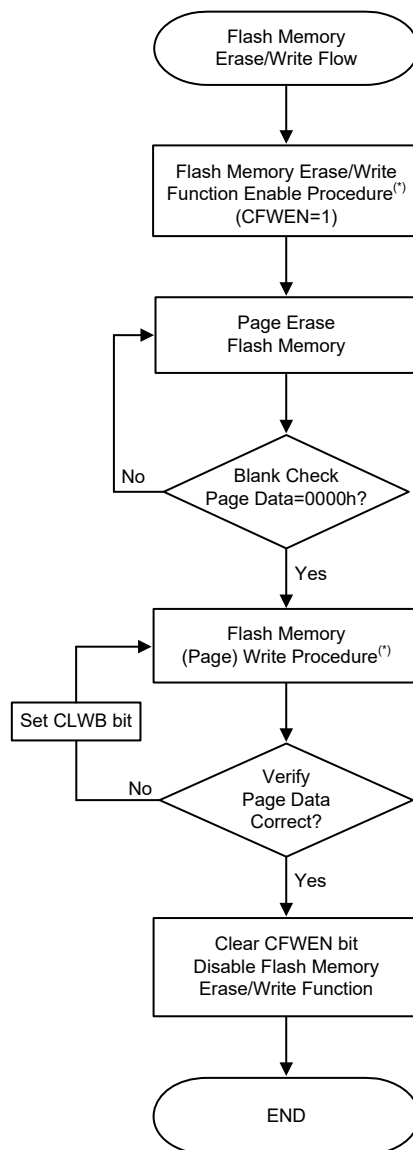 Flash Memory
Erase/Write Flow
Flash Memory Erase/Write
Function Enable Procedure(*)
(CFWEN=1)
Page Erase
Flash Memory
No
Blank Check
Page Data=0000h?
Yes
Flash Memory
(Page) Write Procedure(*)
Set CLWB bit
No
Verify
Page Data
Correct?
Yes
Clear CFWEN bit
Disable Flash Memory
Erase/Write Function
END